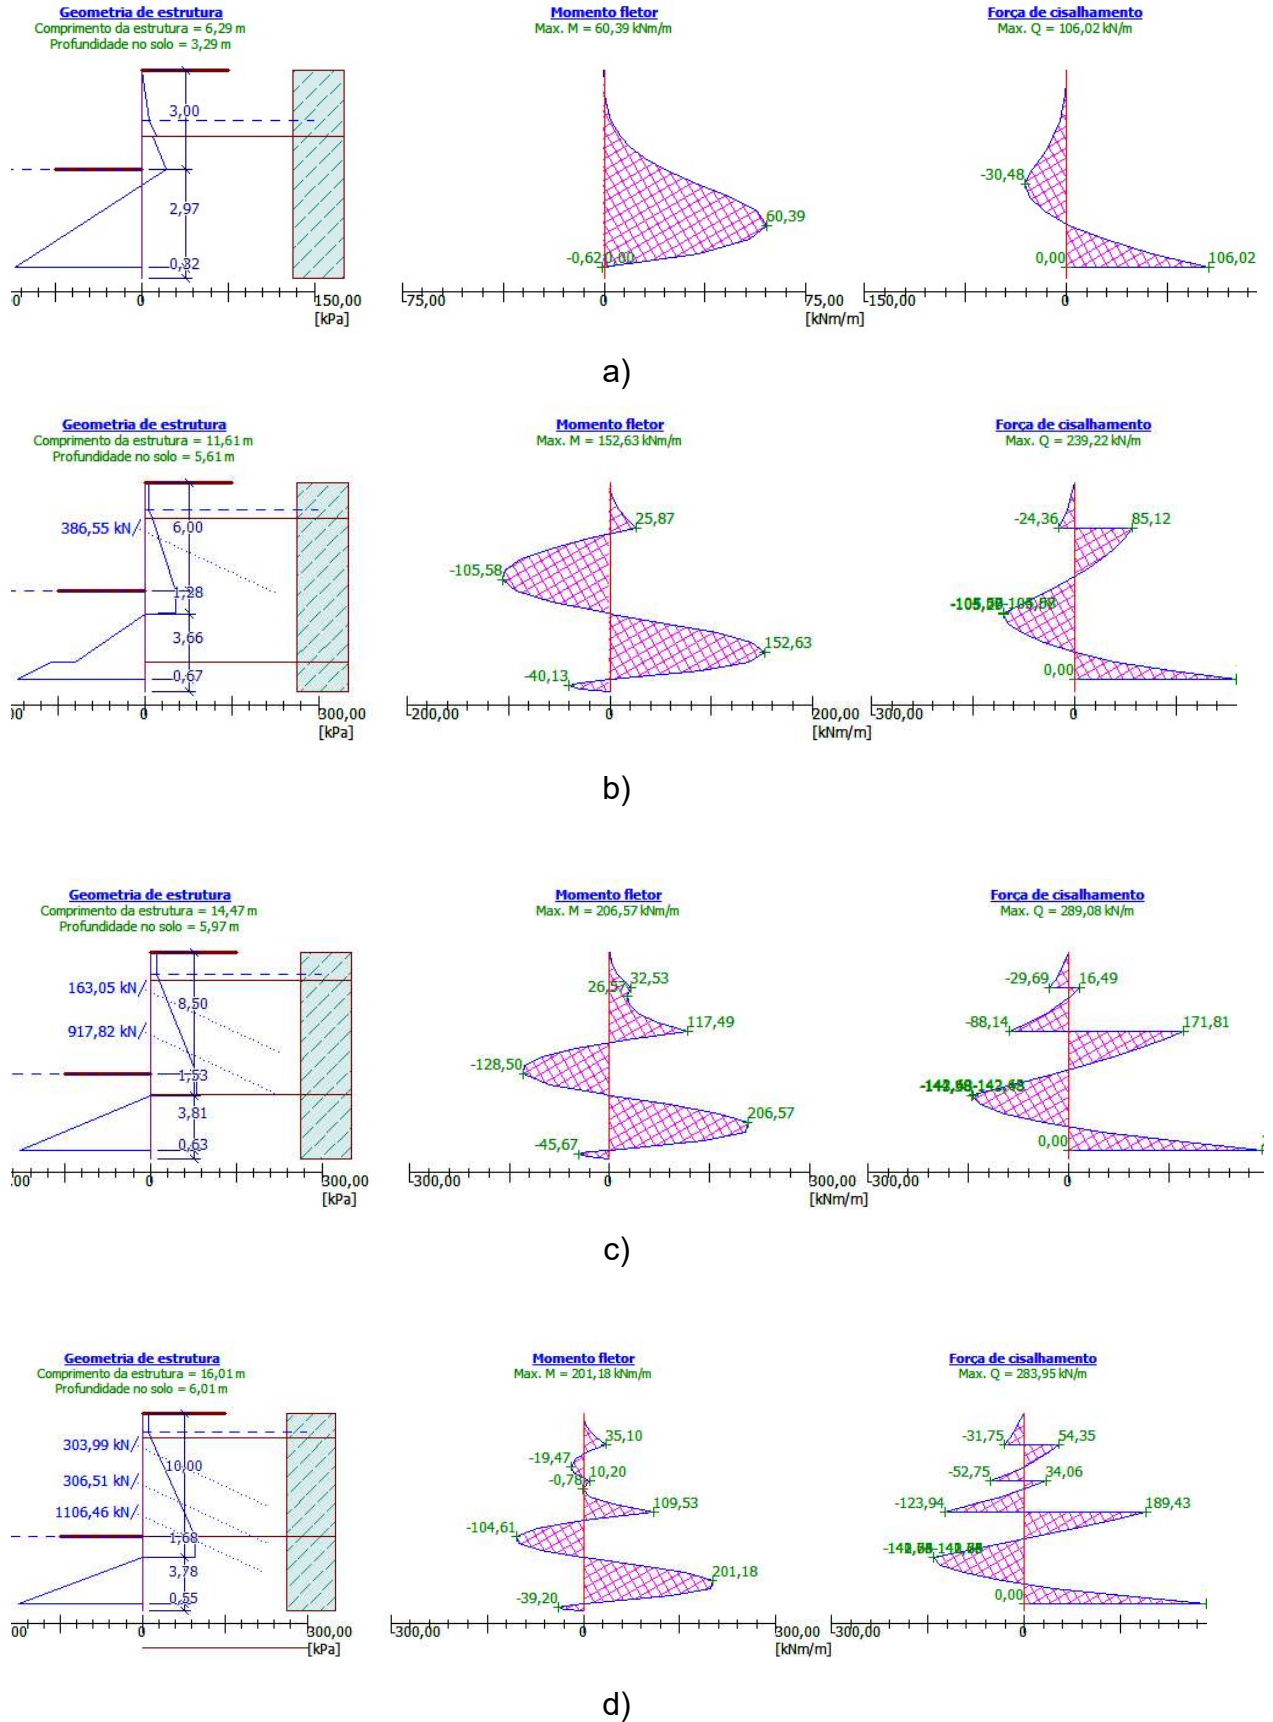 Geometria de estrutura
Comprimento da estrutura = 6,29 m
Profundidade no solo = 3,29 m
Momento fletor
Max. M = 60,39 kNm/m
Força de cisalhamento
Max. Q = 106,02 kN/m
3,00
2,97
0,32
0
150,00
[kPa]
60,39
-0,62
0,00
-75,00
0
75,00
[kNm/m]
-30,48
0,00
106,02
-150,00
0
a)
Geometria de estrutura
Comprimento da estrutura = 11,61 m
Profundidade no solo = 5,61 m
Momento fletor
Max. M = 152,63 kNm/m
Força de cisalhamento
Max. Q = 239,22 kN/m
386,55 kN
6,00
1,28
3,66
0,67
0
300,00
[kPa]
25,87
-105,58
152,63
-40,13
-200,00
0
200,00
[kNm/m]
-24,36
85,12
0,00
-300,00
0
b)
Geometria de estrutura
Comprimento da estrutura = 14,47 m
Profundidade no solo = 5,97 m
Momento fletor
Max. M = 206,57 kNm/m
Força de cisalhamento
Max. Q = 289,08 kN/m
163,05 kN
8,50
917,82 kN
1,53
3,81
0,63
0
300,00
[kPa]
32,53
26,57
117,49
-128,50
206,57
-45,67
-300,00
0
300,00
[kNm/m]
-29,69
16,49
-88,14
171,81
0,00
-300,00
0
c)
Geometria de estrutura
Comprimento da estrutura = 16,01 m
Profundidade no solo = 6,01 m
Momento fletor
Max. M = 201,18 kNm/m
Força de cisalhamento
Max. Q = 283,95 kN/m
303,99 kN
10,00
306,51 kN
1106,46 kN
1,68
3,78
0,55
0
300,00
[kPa]
35,10
-19,47
10,20
-0,78
109,53
-104,61
201,18
-39,20
-300,00
0
300,00
[kNm/m]
-31,75
54,35
-52,75
34,06
-123,94
189,43
0,00
-300,00
0
d)